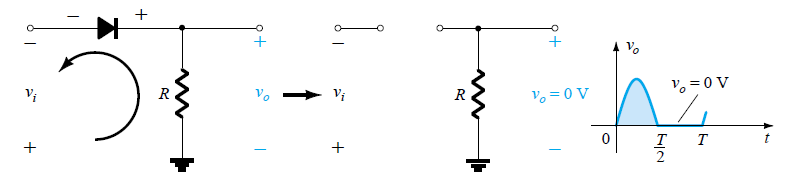 − +
− + −
v_i R v_o v_i R v_o = 0 V
+ − + −
+
v_o
v_o = 0 V
0 T/2 T t